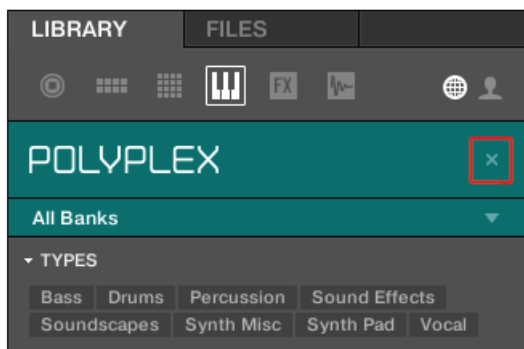 LIBRARY FILES
FX
POLYPLEX
All Banks
TYPES
Bass Drums Percussion Sound Effects
Soundscapes Synth Misc Synth Pad Vocal